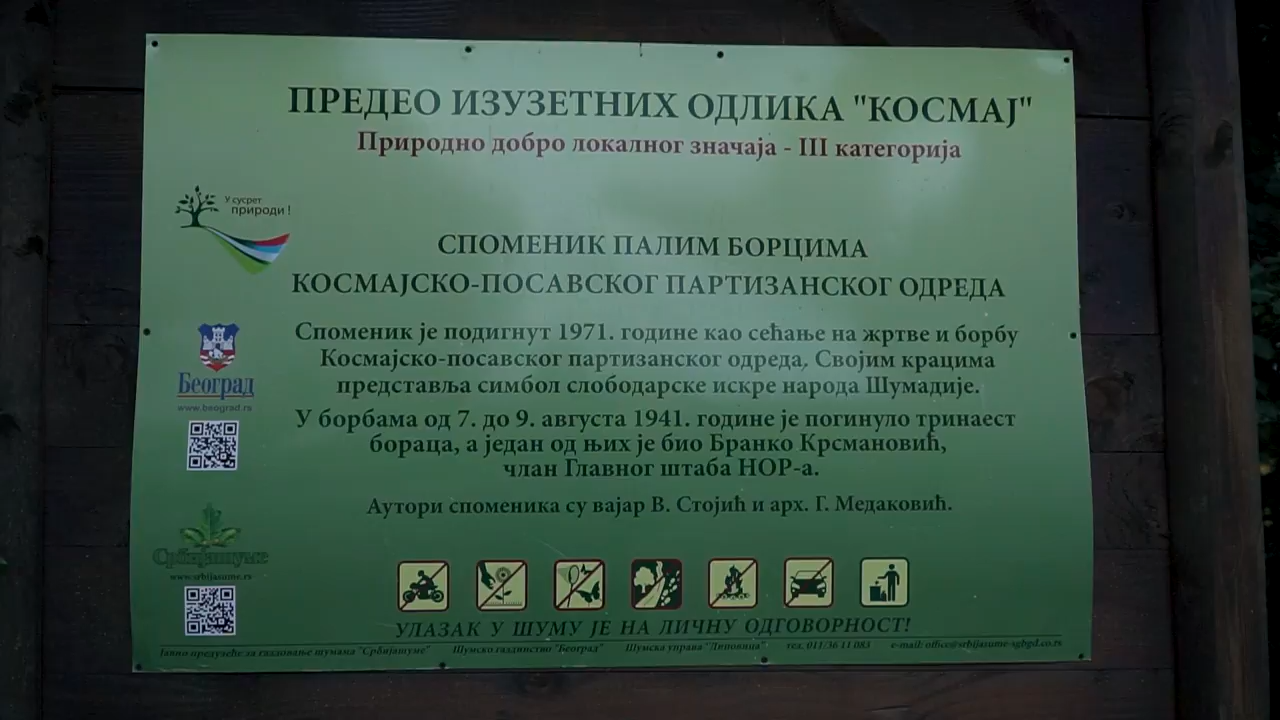 ПРЕДЕО ИЗУЗЕТНИХ ОДЛИКА "КОСМАЈ"
Природно добро локалног значаја - III категорија
У сусрет
природи !
СПОМЕНИК ПАЛИМ БОРЦИМА
КОСМАЈСКО-ПОСАВСКОГ ПАРТИЗАНСКОГ ОДРЕДА
Споменик је подигнут 1971. године као сећање на жртве и борбу
Космајско-посавског партизанског одреда. Својим крацима
представља симбол слободарске искре народа Шумадије.
Београд
www.beograd.rs
У борбама од 7. до 9. августа 1941. године је погинуло тринаест
бораца, а један од њих је био Бранко Крсмановић,
члан Главног штаба НОР-а.
Аутори споменика су вајар В. Стојић и арх. Г. Медаковић.
Србијашуме
www.srbijasume.rs
УЛАЗАК У ШУМУ ЈЕ НА ЛИЧНУ ОДГОВОРНОСТ!
Јавно предузеће за газдовање шумама "Србијашуме" Шумско газдинство "Београд" Шумска управа "Липовица" тел. 011/36 11 083 e-mail: office@srbijasume-sgbgd.co.rs